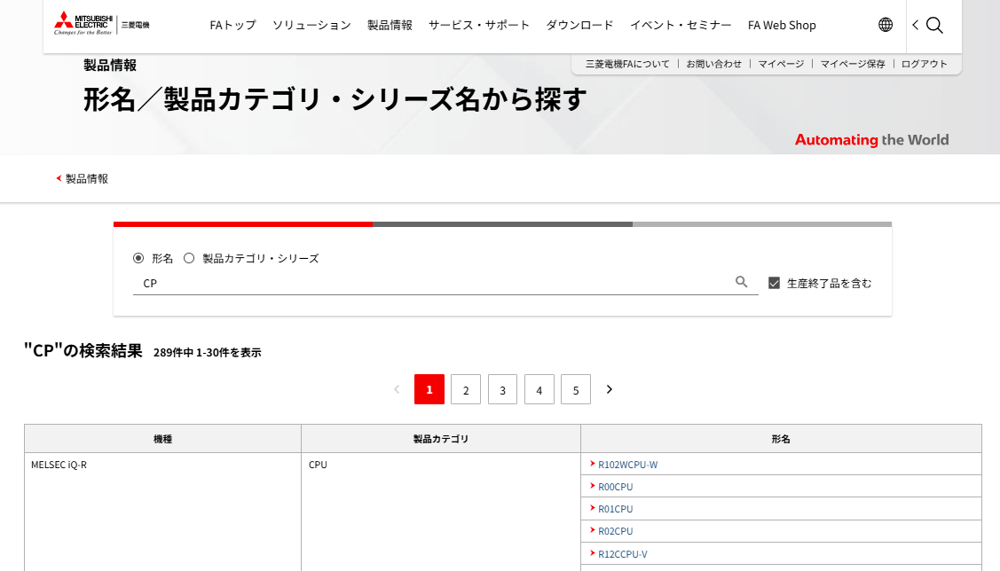 MITSUBISHI ELECTRIC 三菱電機
Changes for the Better
FAトップ ソリューション 製品情報 サービス・サポート ダウンロード イベント・セミナー FA Web Shop
三菱電機FAについて お問い合わせ マイページ マイページ保存 ログアウト
製品情報
形名／製品カテゴリ・シリーズ名から探す
Automating the World
製品情報
形名 製品カテゴリ・シリーズ
CP 生産終了品を含む
"CP"の検索結果 289件中 1-30件を表示
1 2 3 4 5
機種 製品カテゴリ 形名
MELSEC iQ-R CPU R102WCPU-W
R00CPU
R01CPU
R02CPU
R12CCPU-V